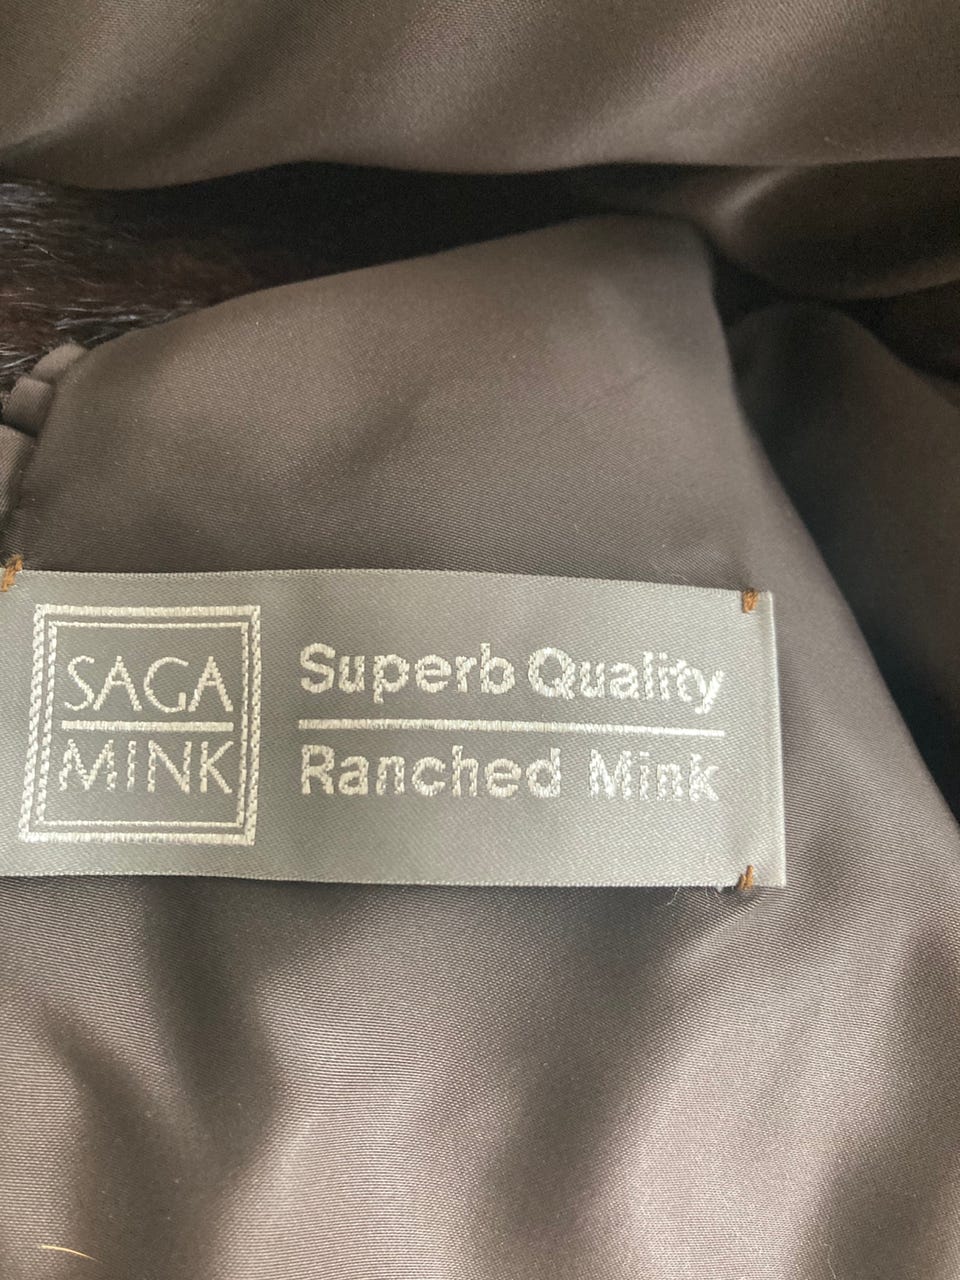 SAGA
MINK
Superb Quality
Ranched Mink